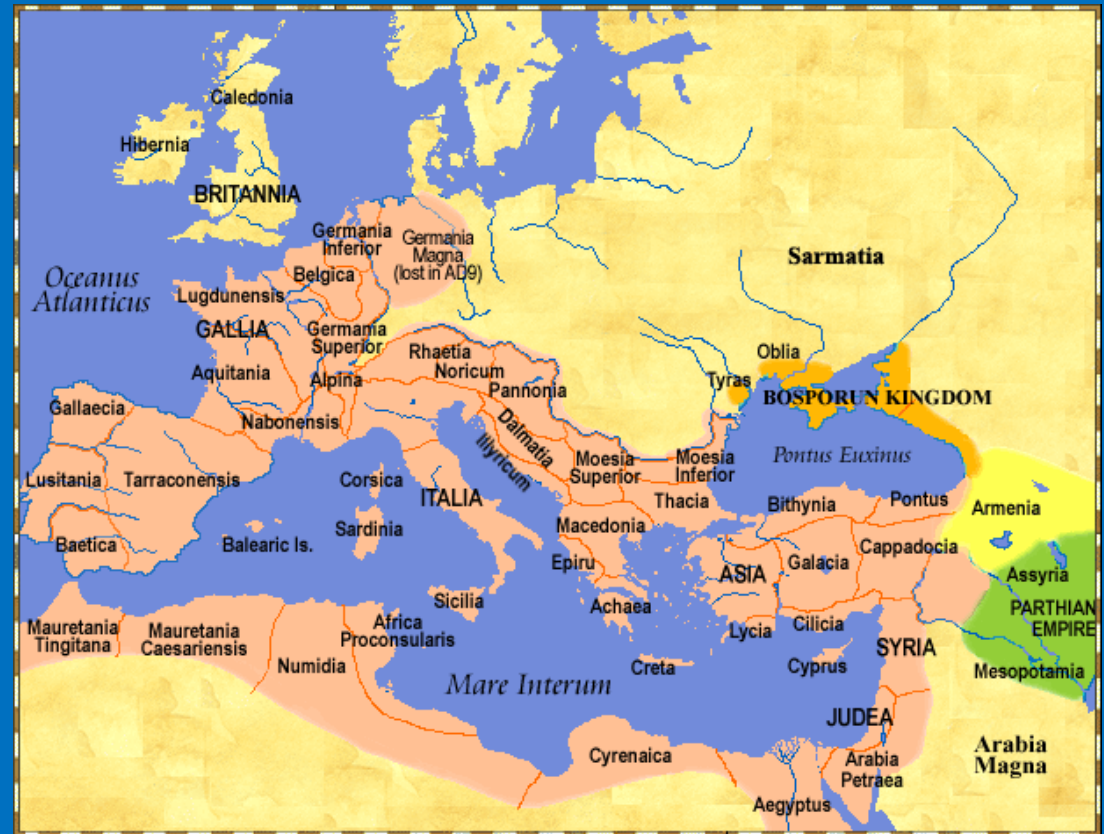 Caledonia
Hibernia
BRITANNIA
Germania
Inferior
Germania
Magna
(lost in AD9)
Belgica
Oceanus
Atlanticus
Lugdunensis
GALLIA
Germania
Superior
Sarmatia
Rhaetia
Noricum
Pannonia
Aquitania
Alpina
Nabonensis
Oblia
Tyras
BOSPORUN KINGDOM
Gallaecia
Dalmatia
Illyricum
Moesia
Superior
Moesia
Inferior
Pontus Euxinus
Lusitania
Tarraconensis
Corsica
ITALIA
Thacia
Bithynia
Pontus
Armenia
Baetica
Balearic Is.
Sardinia
Macedonia
Epiru
ASIA
Galacia
Cappadocia
Assyria
PARTHIAN
EMPIRE
Sicilia
Achaea
Lycia
Cilicia
Mauretania
Tingitana
Mauretania
Caesariensis
Numidia
Africa
Proconsularis
Creta
Cyprus
SYRIA
Mesopotamia
Mare Interum
JUDEA
Cyrenaica
Arabia
Petraea
Arabia
Magna
Aegyptus